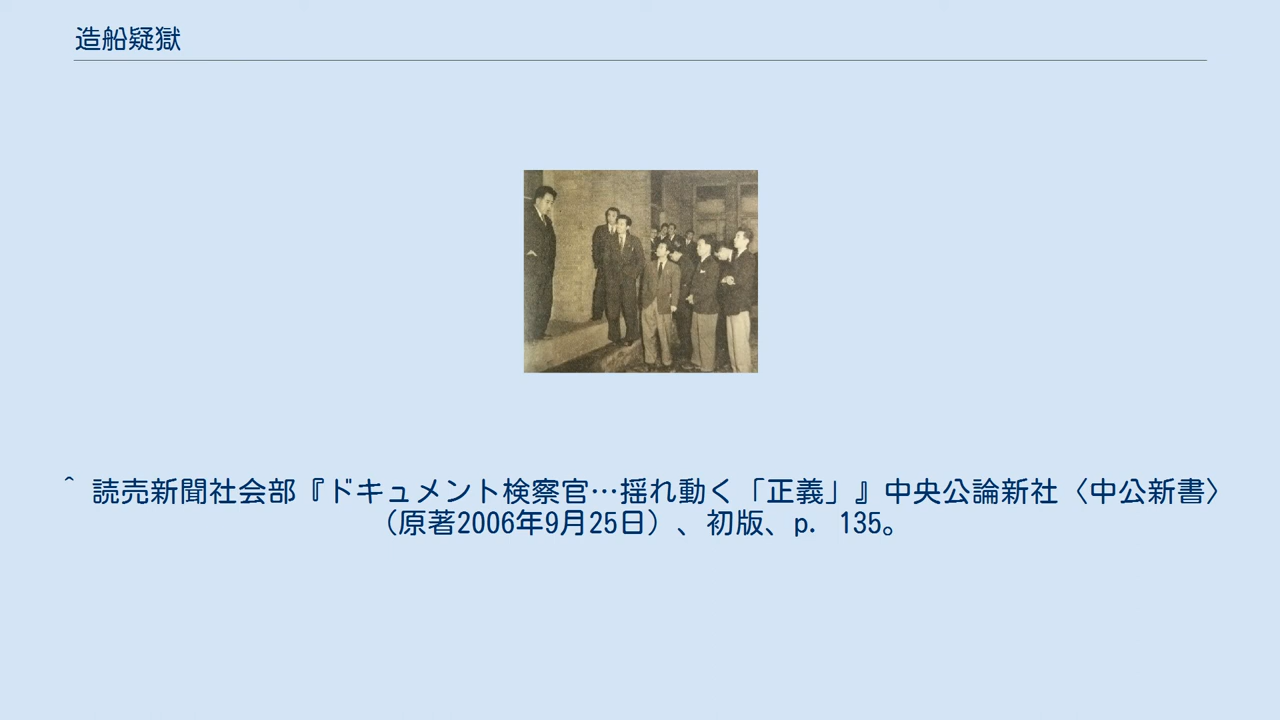 造船疑獄
^ 読売新聞社会部『ドキュメント検察官…揺れ動く「正義」』中央公論新社〈中公新書〉
（原著2006年9月25日）、初版、p. 135。